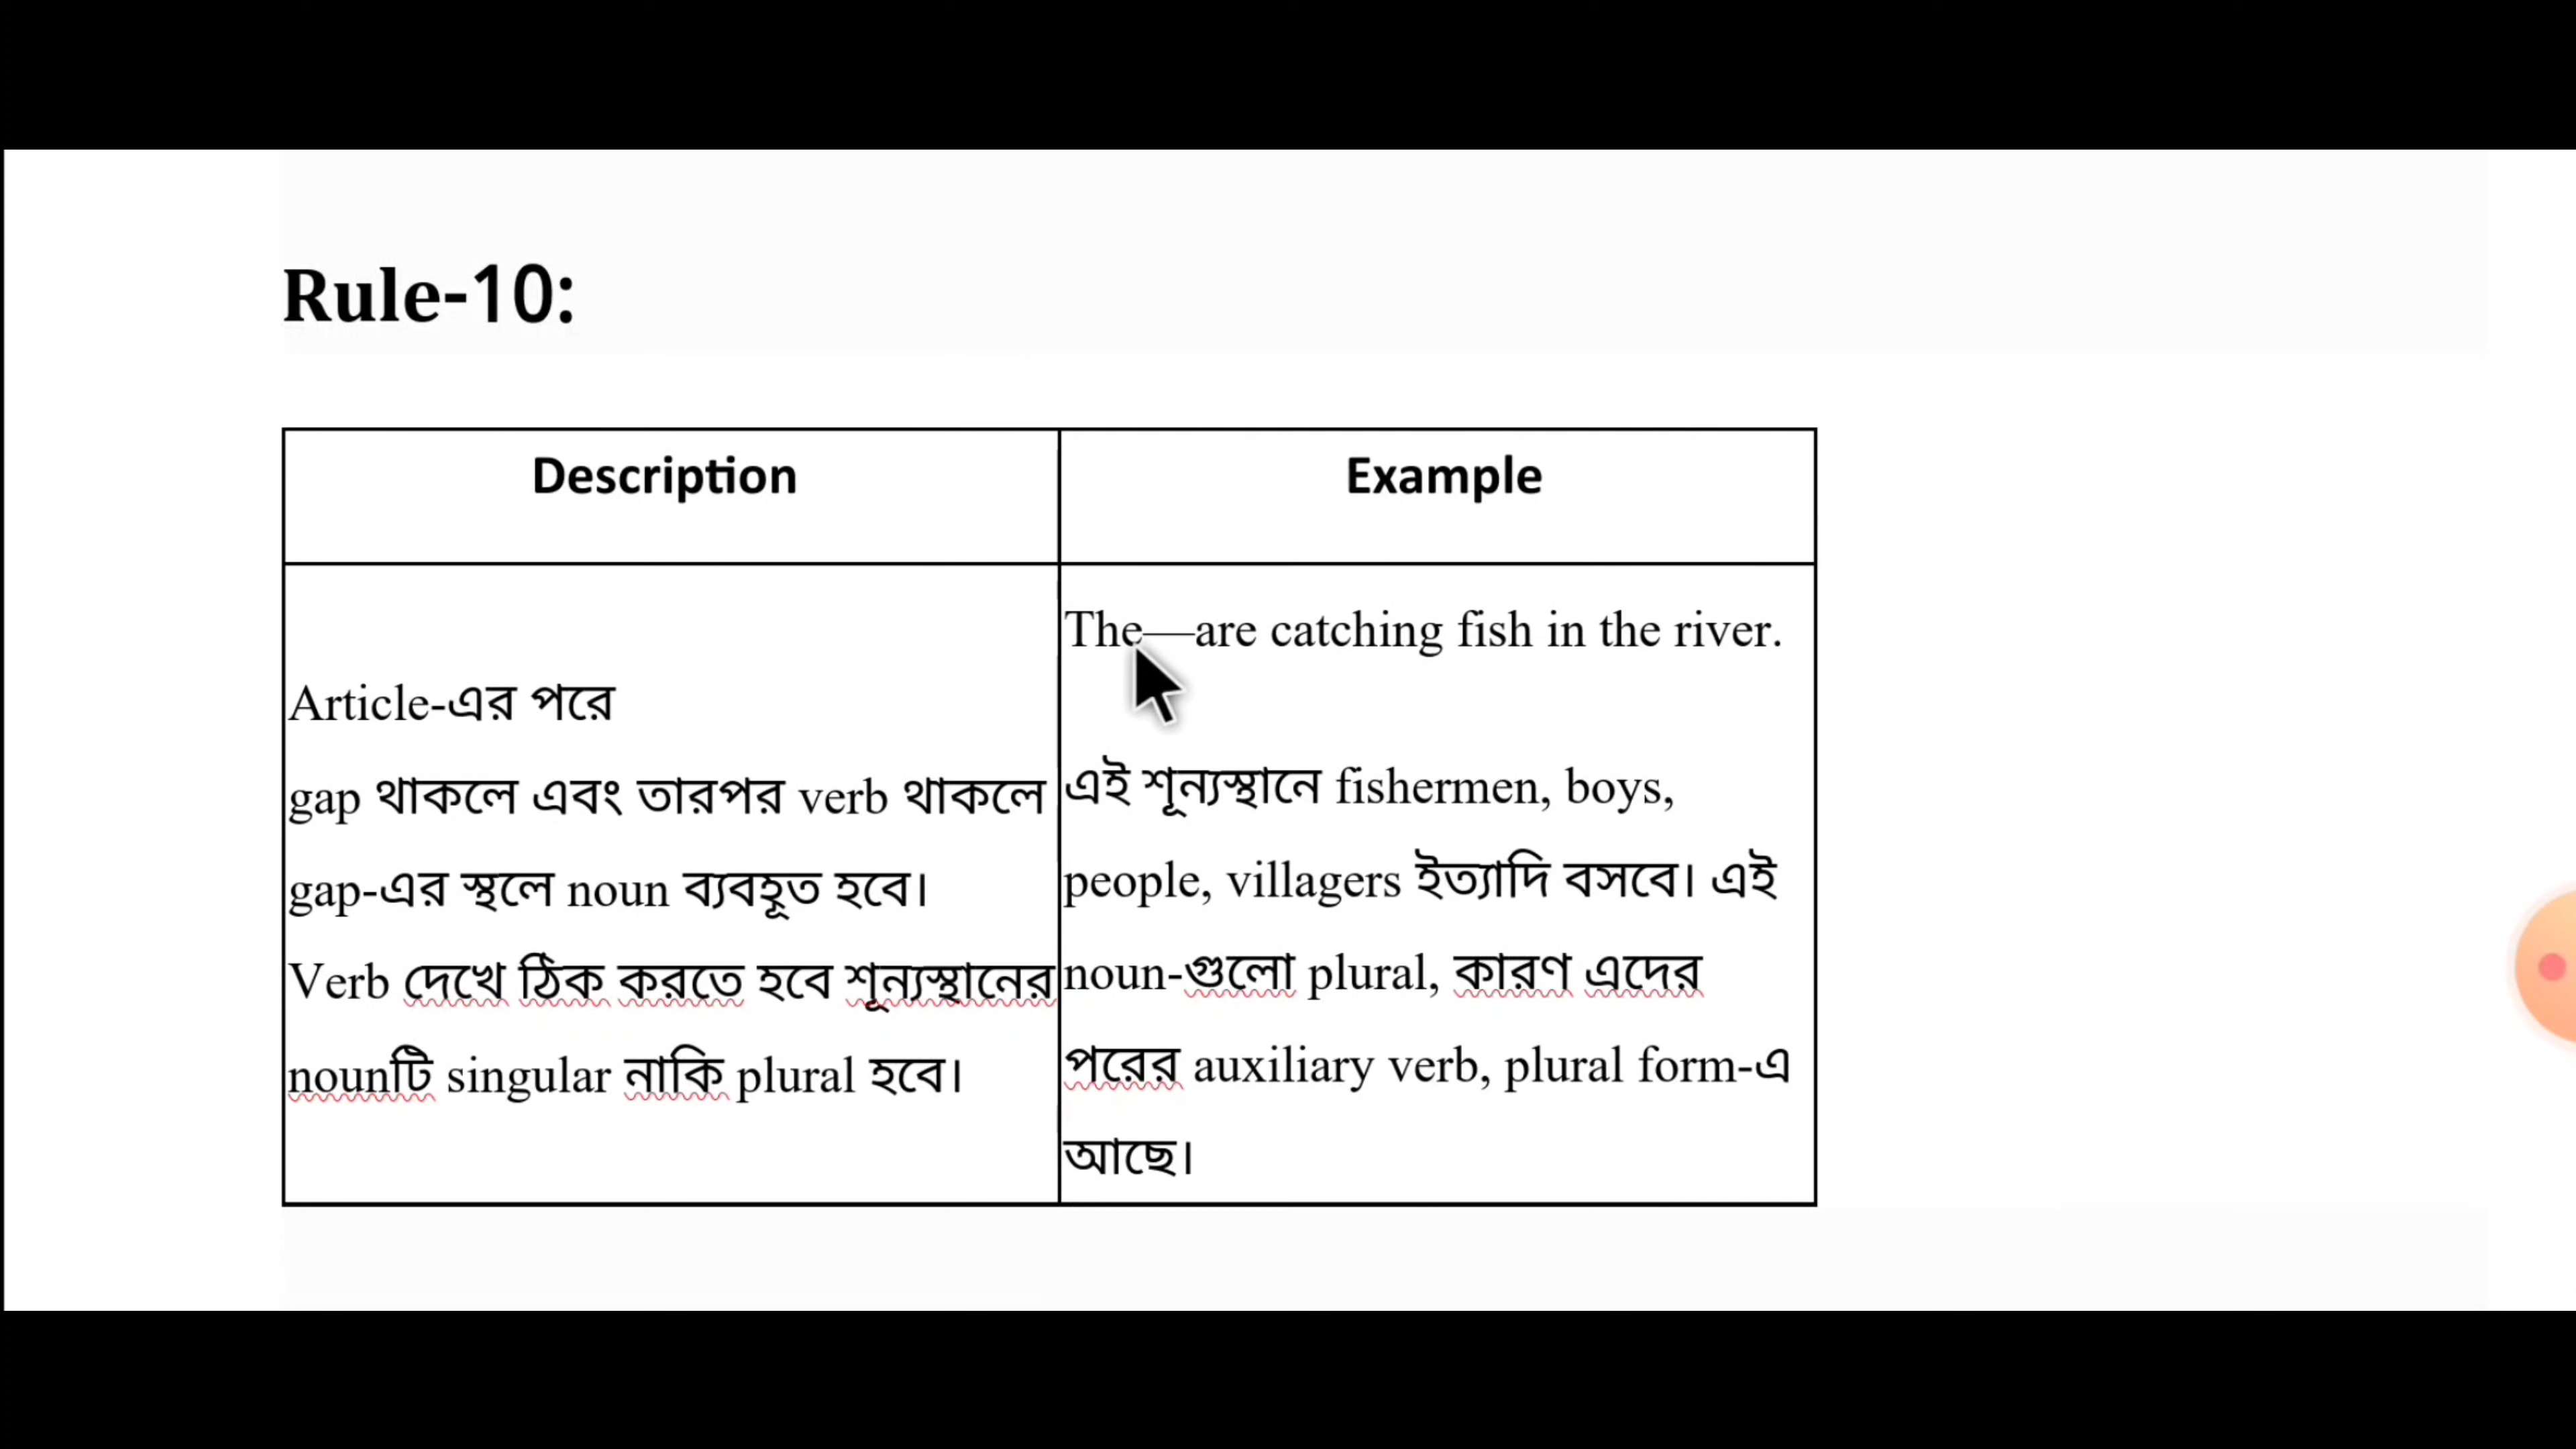 Rule-10:
Description
Example
Article-এর পরে
gap থাকলে এবং তারপর verb থাকলে
gap-এর স্থলে noun ব্যবহূত হবে।
Verb দেখে ঠিক করতে হবে শূন্যস্থানের
nounটি singular নাকি plural হবে।
The—are catching fish in the river.
এই শূন্যস্থানে fishermen, boys,
people, villagers ইত্যাদি বসবে। এই
noun-গুলো plural, কারণ এদের
পরের auxiliary verb, plural form-এ
আছে।